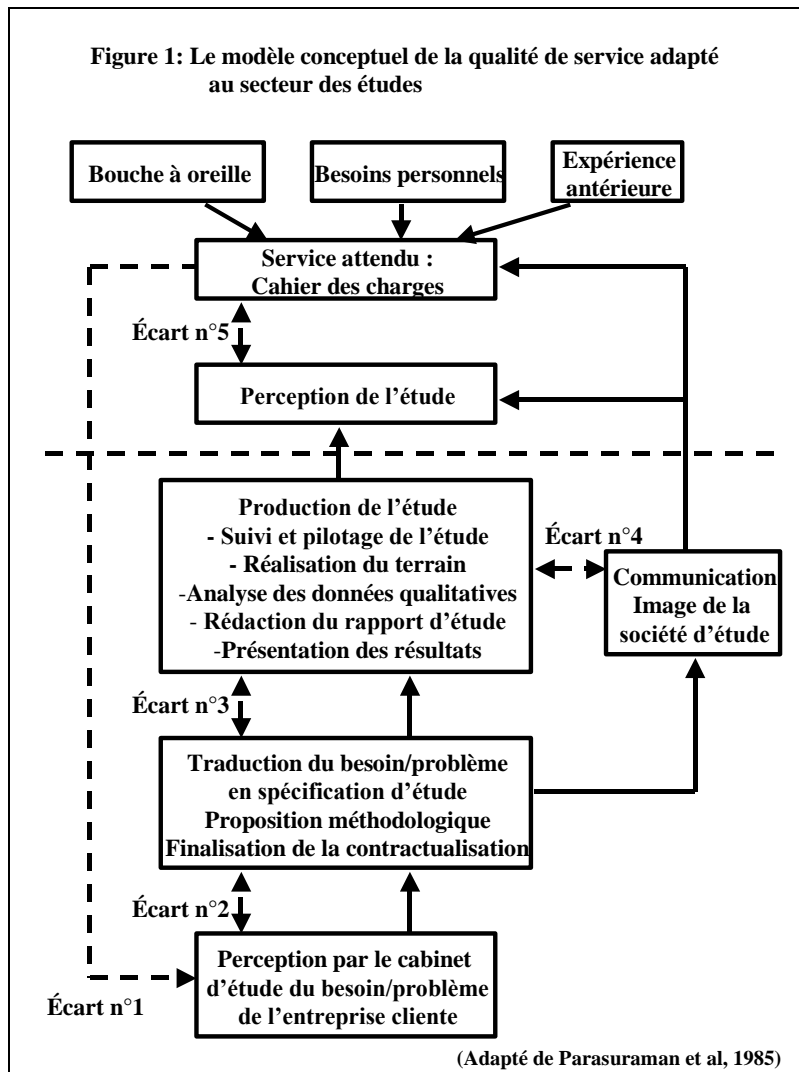 Figure 1: Le modèle conceptuel de la qualité de service adapté
au secteur des études
Bouche à oreille
Besoins personnels
Expérience
antérieure
Service attendu :
Cahier des charges
Écart n°5
Perception de l'étude
Production de l'étude
- Suivi et pilotage de l'étude
- Réalisation du terrain
-Analyse des données qualitatives
- Rédaction du rapport d'étude
-Présentation des résultats
Écart n°4
Communication
Image de la
société d'étude
Écart n°3
Traduction du besoin/problème
en spécification d'étude
Proposition méthodologique
Finalisation de la contractualisation
Écart n°2
Perception par le cabinet
d'étude du besoin/problème
de l'entreprise cliente
Écart n°1
(Adapté de Parasuraman et al, 1985)